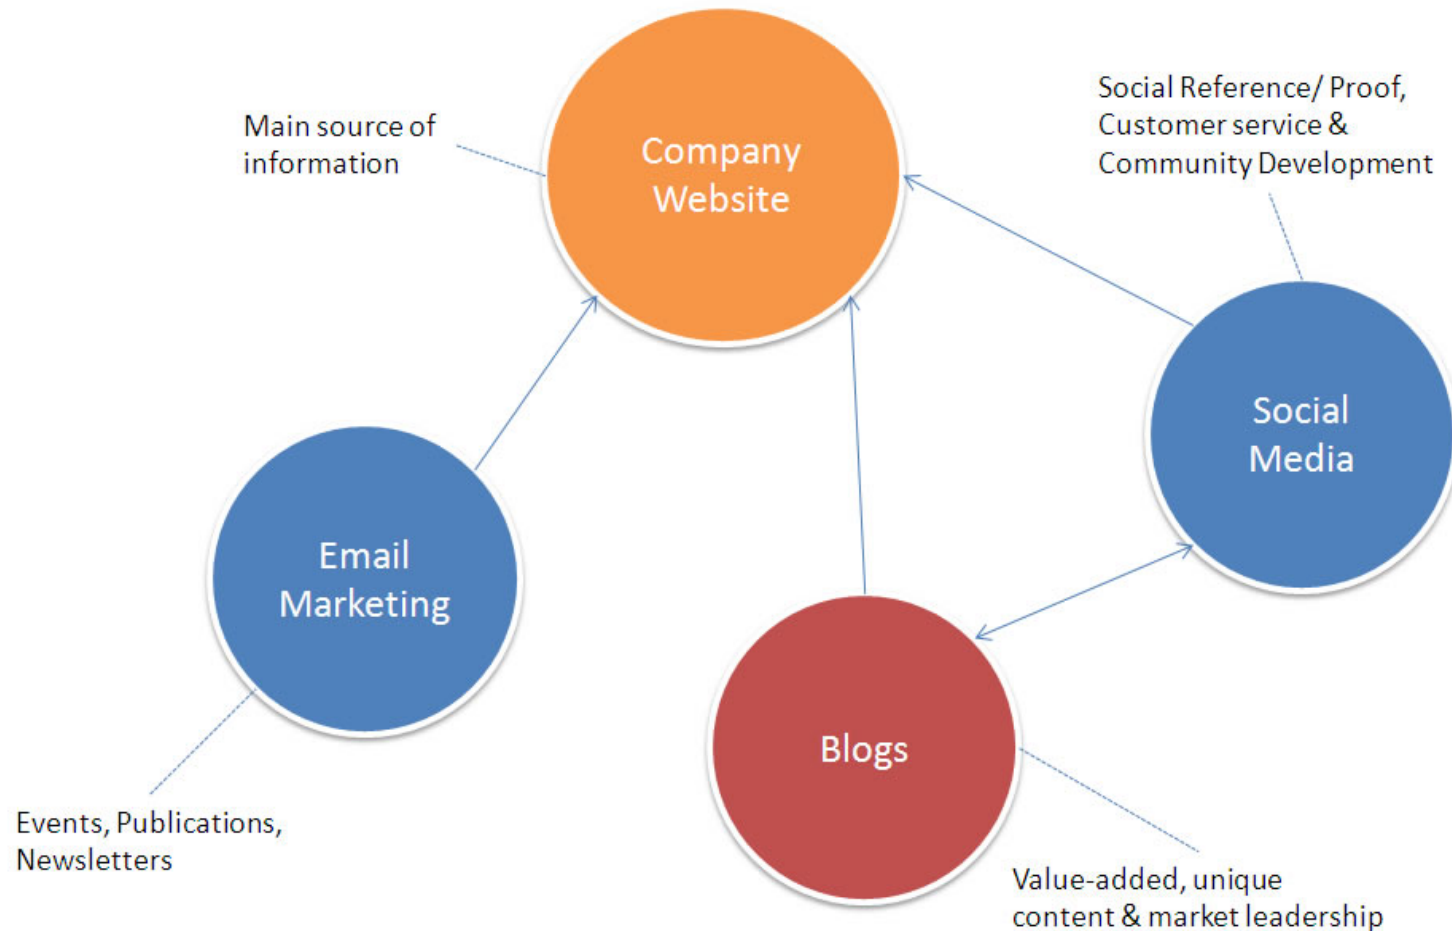 Social Reference/ Proof,
Customer service &
Community Development
Main source of
information
Company
Website
Social
Media
Email
Marketing
Blogs
Events, Publications,
Newsletters
Value-added, unique
content & market leadership